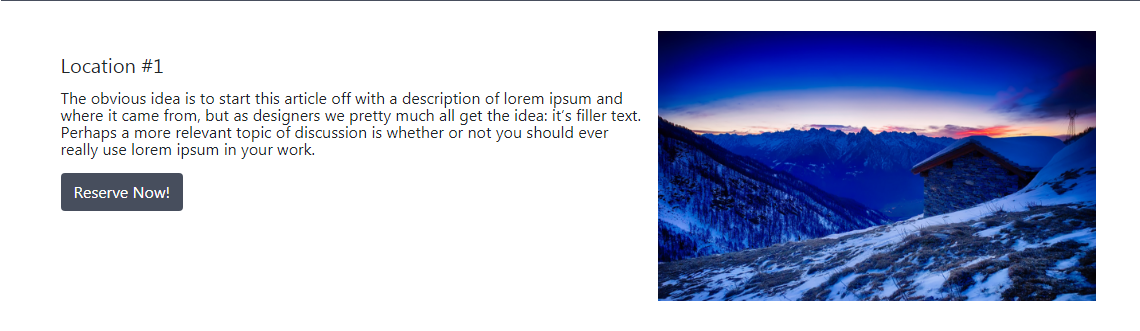 Location #1
The obvious idea is to start this article off with a description of lorem ipsum and
where it came from, but as designers we pretty much all get the idea: it’s filler text.
Perhaps a more relevant topic of discussion is whether or not you should ever
really use lorem ipsum in your work.
Reserve Now!